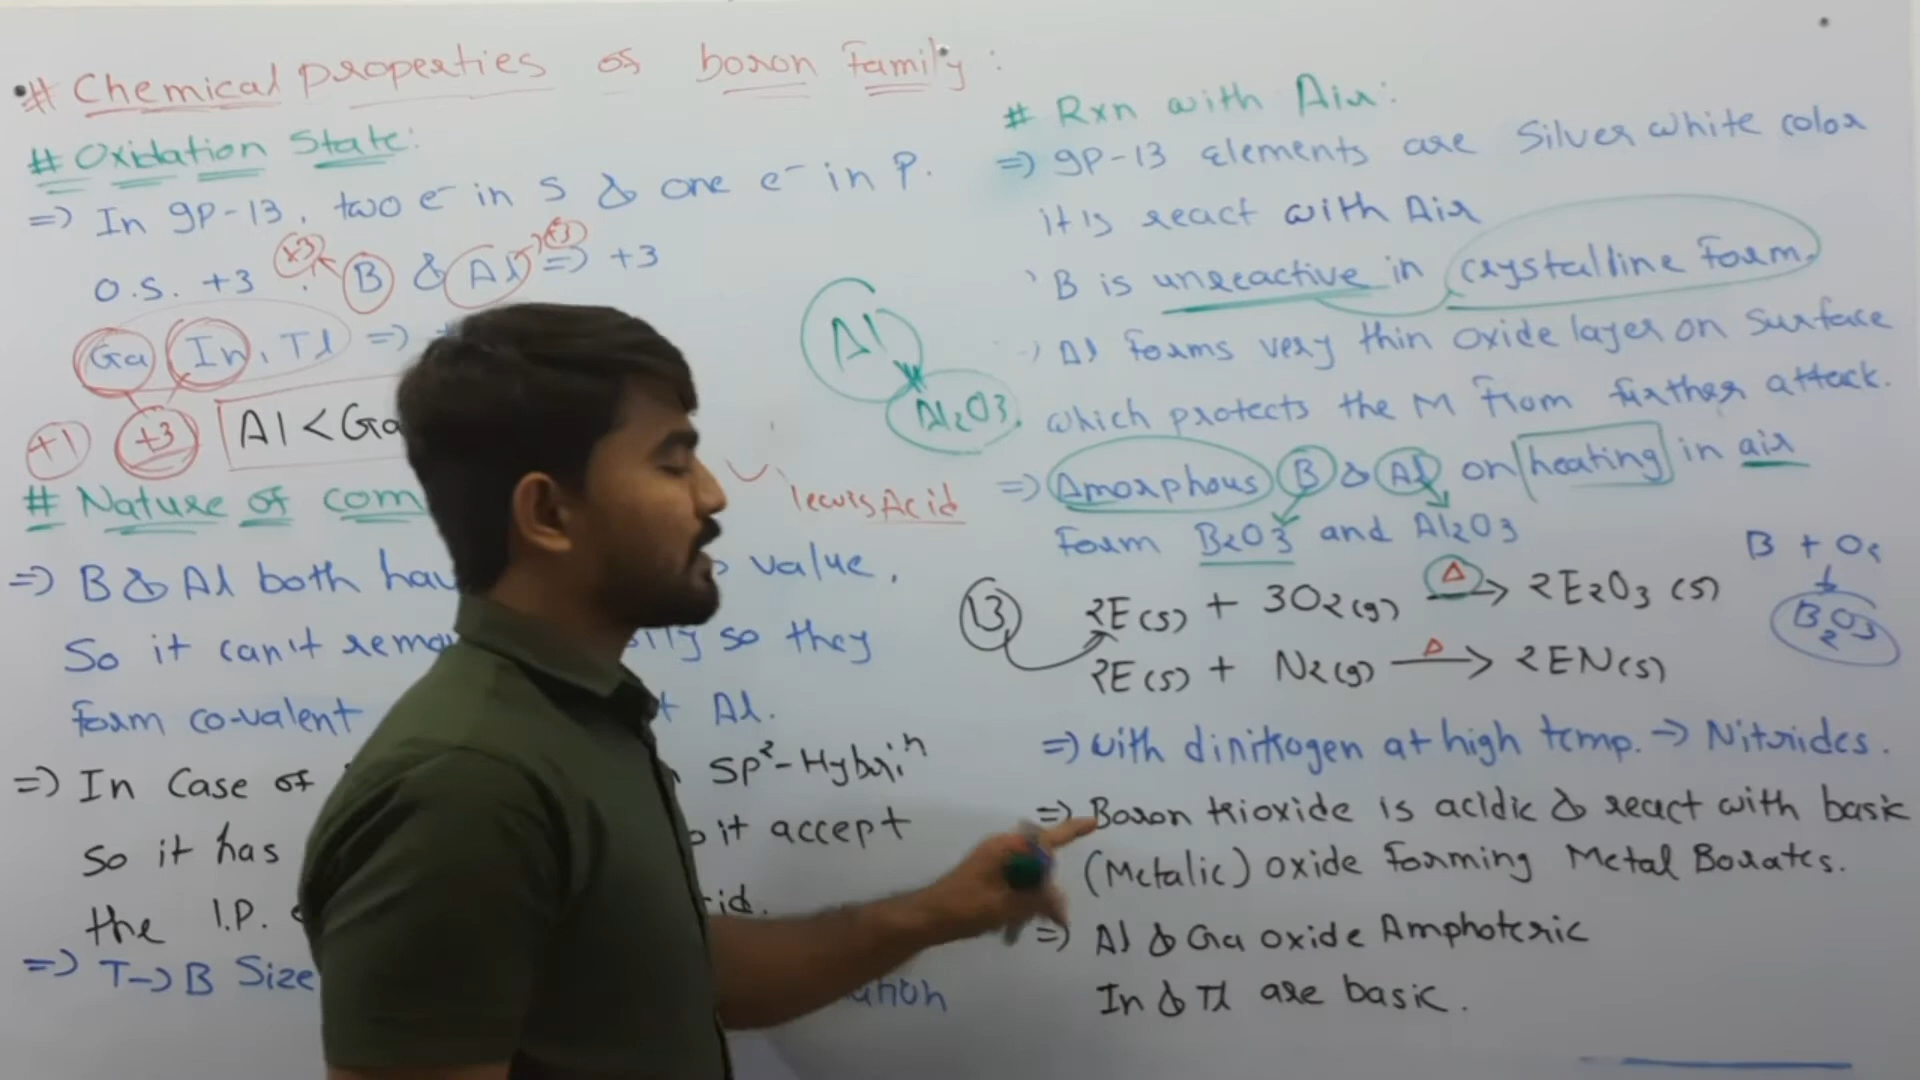 # Chemical properties of boron Family :
# Oxidation State:
=> In gp-13, two e⁻ in S & one e⁻ in P.
O.S. +3 +3 B & Al +3 => +3
Ga, In, Tl =>
+1 +3 Al < Ga
# Nature of com
Lewis Acid
=> B & Al both hav value,
So it can't remo so they
form co-valent Al.
=> In Case of SP²-Hybriⁿ
So it has it accept
the I.P.
=> T->B Size
Al
Al2O3.
# Rxn with Air:
=> gp-13 Elements are Silver white color
it is react with Air
B is unreactive in crystalline Form.
Al forms very thin oxide layer on Surface
which protects the M from further attack.
=> Amorphous B & Al on heating in air
Form B2O3 and Al2O3
B + O2
B2O3
13 2E(s) + 3O2(g) Δ-> 2E2O3(s)
2E(s) + N2(g) Δ-> 2EN(s)
=> with dinitrogen at high temp. -> Nitrides.
=> Boron trioxide is acidic & react with basic
(Metalic) oxide Forming Metal Borates.
=> Al & Ga oxide Amphoteric
In & Tl are basic.